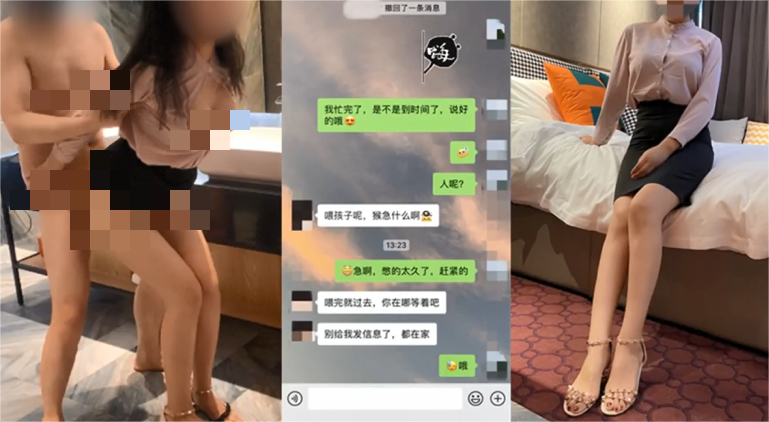 撤回了一条消息
嗨
我忙完了，是不是到时间了，说好
的哦
人呢？
喂孩子呢，猴急什么啊
13:23
急啊，憋的太久了，赶紧的
喂完就过去，你在哪等着吧
别给我发信息了，都在家
哦